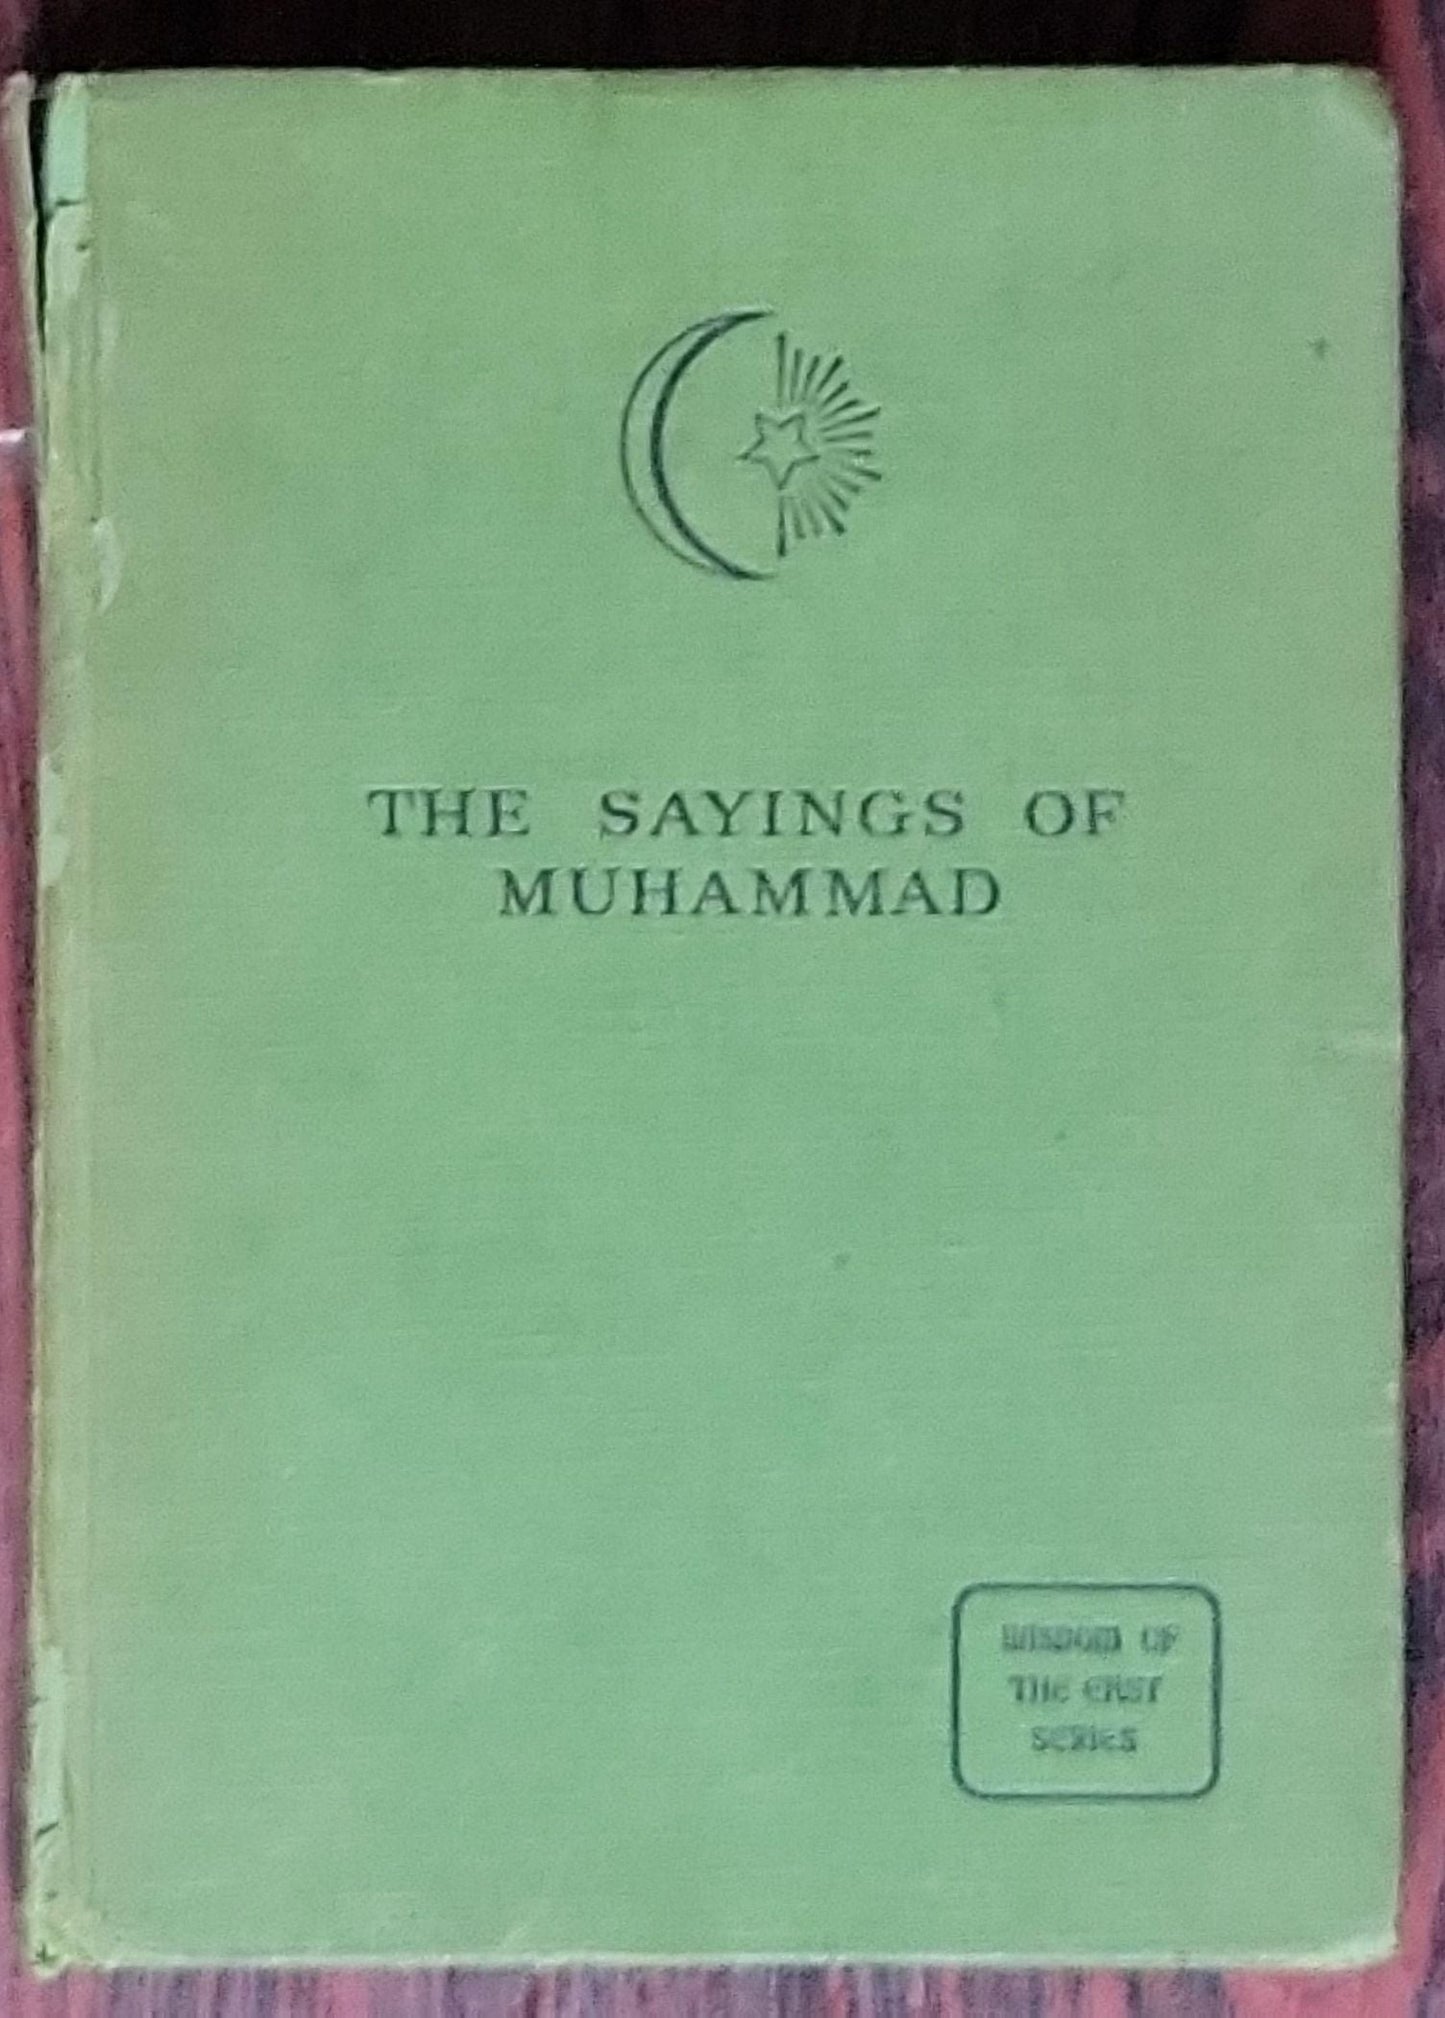 THE SAYINGS OF
MUHAMMAD
WISDOM OF
THE EAST
SERIES